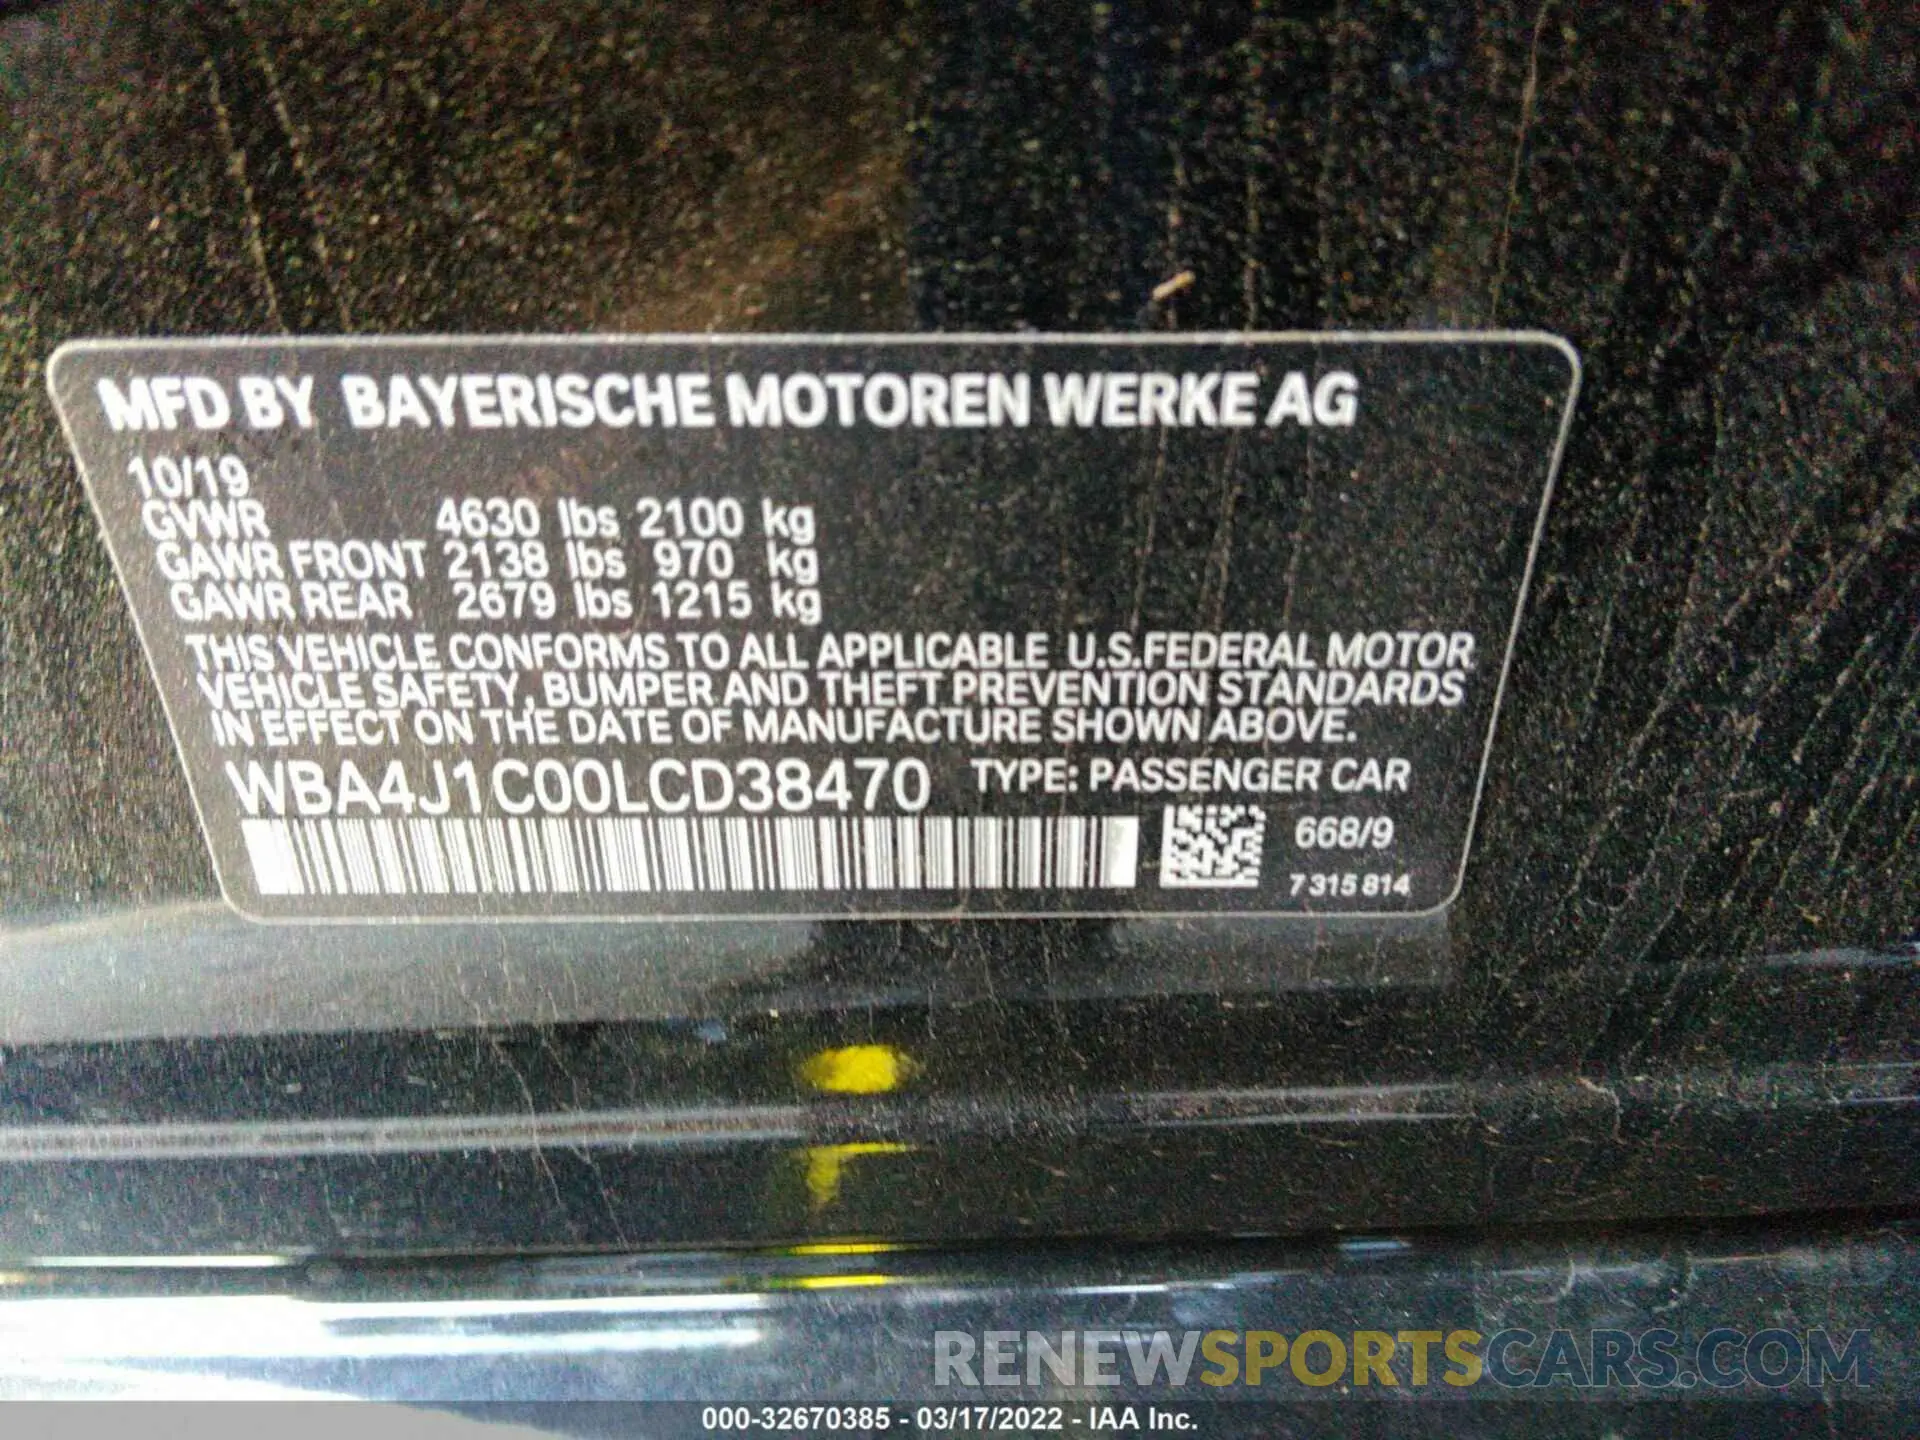 MFD BY BAYERISCHE MOTOREN WERKE AG
10/19
GVWR 4630 lbs 2100 kg
GAWR FRONT 2138 lbs 970 kg
GAWR REAR 2679 lbs 1215 kg
THIS VEHICLE CONFORMS TO ALL APPLICABLE U.S.FEDERAL MOTOR
VEHICLE SAFETY, BUMPER AND THEFT PREVENTION STANDARDS
IN EFFECT ON THE DATE OF MANUFACTURE SHOWN ABOVE.
WBA4J1C00LCD38470 TYPE: PASSENGER CAR
668/9
7 315 814
RENEWSPORTSCARS.COM
000-32670385 - 03/17/2022 - IAA Inc.